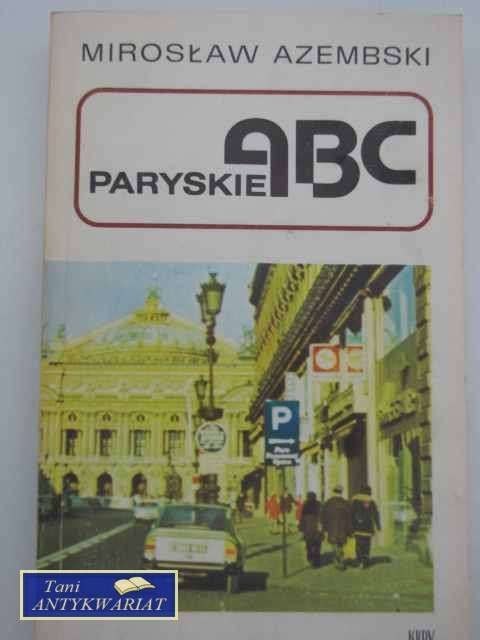 MIROSŁAW AZEMBSKI
PARYSKIE ABC
P
Tani
ANTYKWARIAT